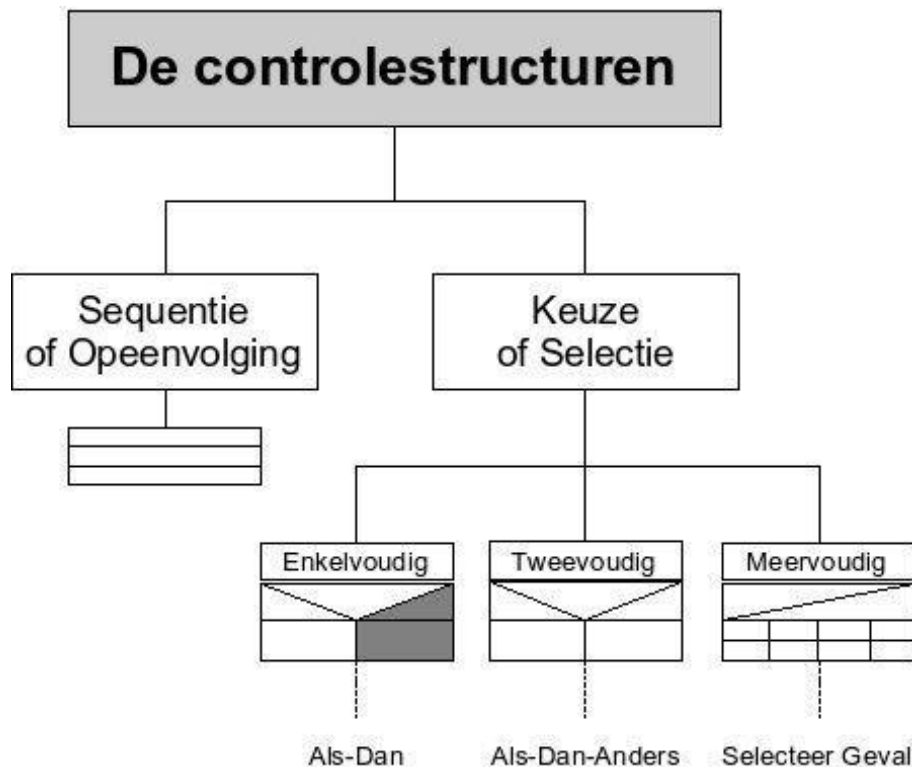 De controlestructuren
Sequentie
of Opeenvolging
Keuze
of Selectie
Enkelvoudig
Tweevoudig
Meervoudig
Als-Dan
Als-Dan-Anders
Selecteer Geval